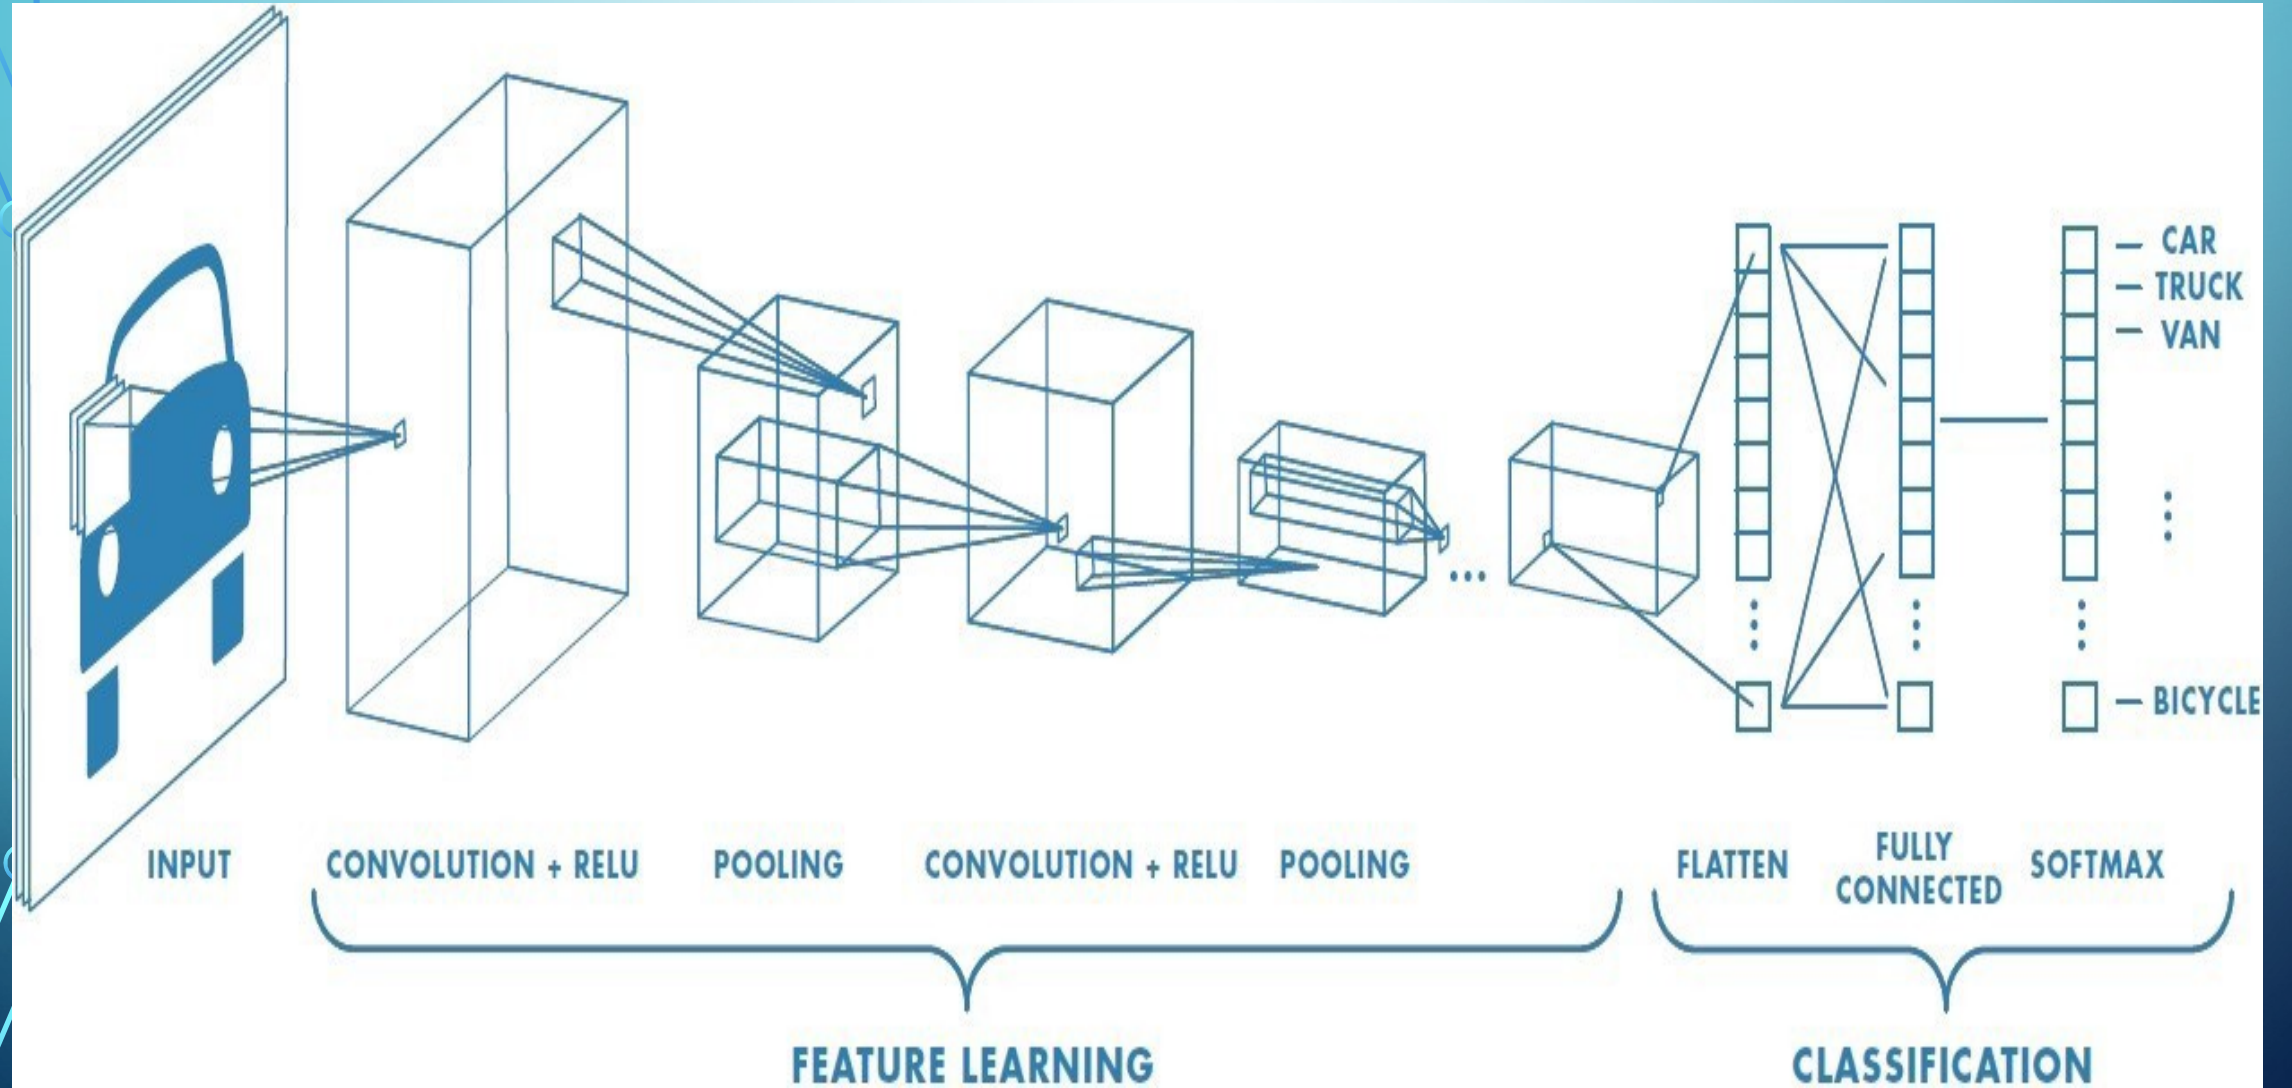 CAR
TRUCK
VAN
BICYCLE
INPUT
CONVOLUTION + RELU
POOLING
CONVOLUTION + RELU
POOLING
FLATTEN
FULLY
CONNECTED
SOFTMAX
FEATURE LEARNING
CLASSIFICATION